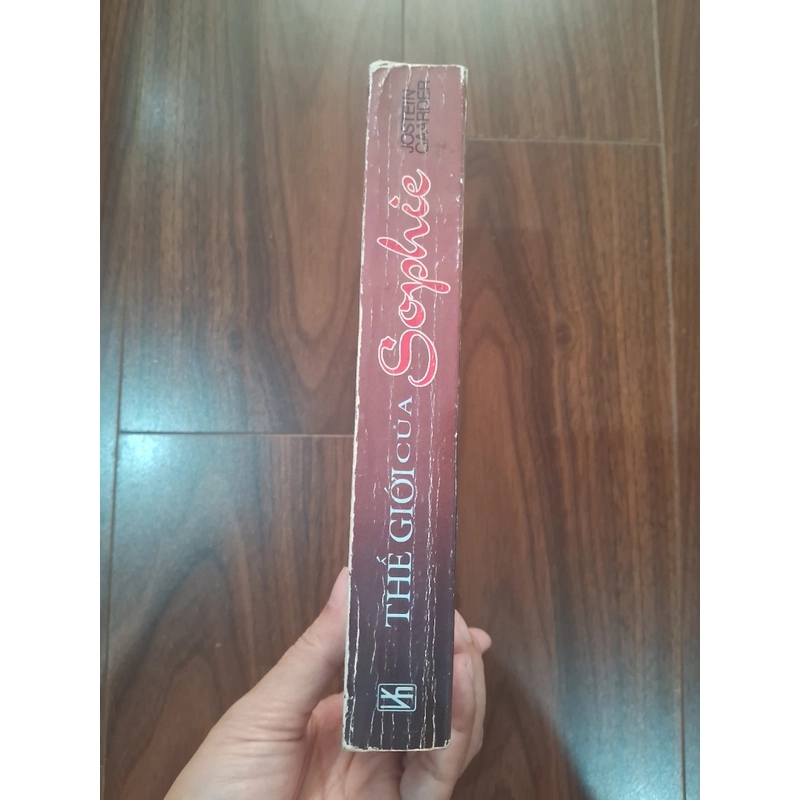 JOSTEIN
GAARDER
THẾ GIỚI CỦA Sophie